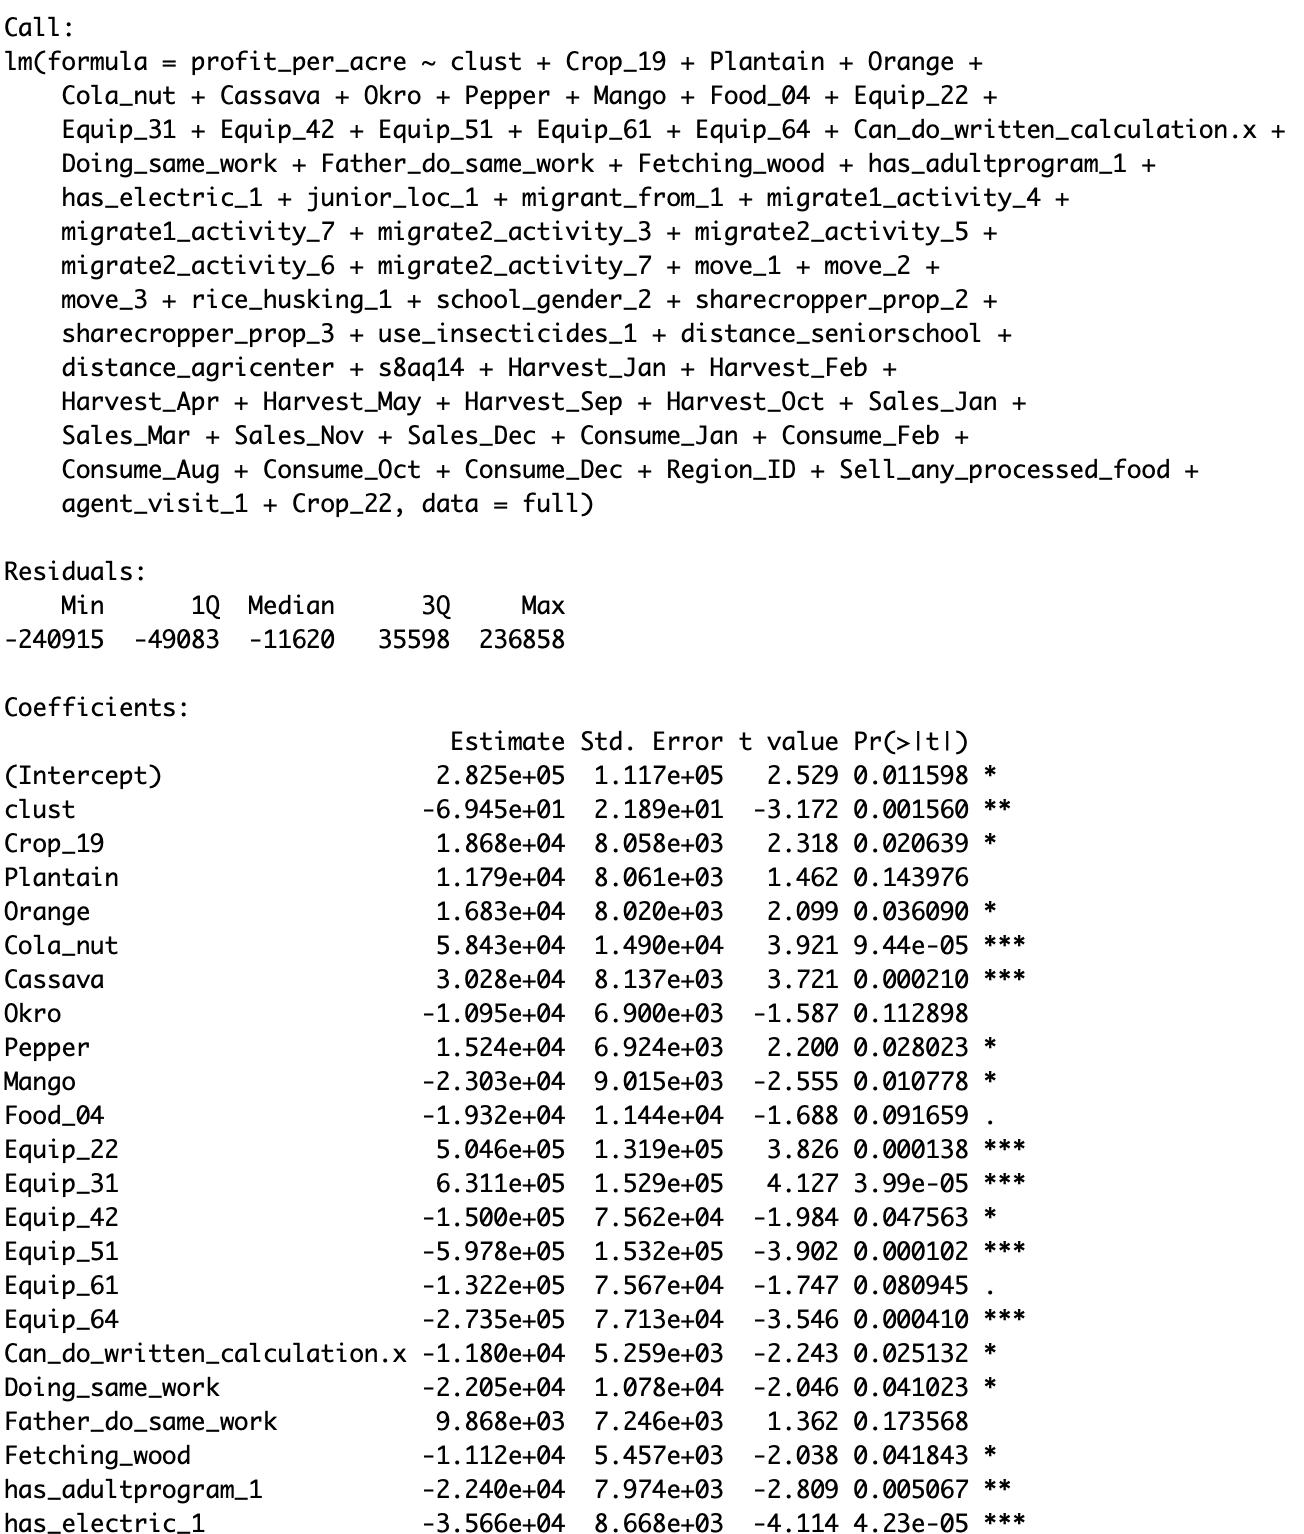 Call:
lm(formula = profit_per_acre ~ clust + Crop_19 + Plantain + Orange +
    Cola_nut + Cassava + Okro + Pepper + Mango + Food_04 + Equip_22 +
    Equip_31 + Equip_42 + Equip_51 + Equip_61 + Equip_64 + Can_do_written_calculation.x +
    Doing_same_work + Father_do_same_work + Fetching_wood + has_adultprogram_1 +
    has_electric_1 + junior_loc_1 + migrant_from_1 + migrate1_activity_4 +
    migrate1_activity_7 + migrate2_activity_3 + migrate2_activity_5 +
    migrate2_activity_6 + migrate2_activity_7 + move_1 + move_2 +
    move_3 + rice_husking_1 + school_gender_2 + sharecropper_prop_2 +
    sharecropper_prop_3 + use_insecticides_1 + distance_seniorschool +
    distance_agricenter + s8aq14 + Harvest_Jan + Harvest_Feb +
    Harvest_Apr + Harvest_May + Harvest_Sep + Harvest_Oct + Sales_Jan +
    Sales_Mar + Sales_Nov + Sales_Dec + Consume_Jan + Consume_Feb +
    Consume_Aug + Consume_Oct + Consume_Dec + Region_ID + Sell_any_processed_food +
    agent_visit_1 + Crop_22, data = full)

Residuals:
    Min      1Q  Median      3Q     Max
-240915  -49083  -11620   35598  236858

Coefficients:
                               Estimate Std. Error t value Pr(>|t|)
(Intercept)                   2.825e+05  1.117e+05   2.529 0.011598 *
clust                        -6.945e+01  2.189e+01  -3.172 0.001560 **
Crop_19                       1.868e+04  8.058e+03   2.318 0.020639 *
Plantain                      1.179e+04  8.061e+03   1.462 0.143976
Orange                        1.683e+04  8.020e+03   2.099 0.036090 *
Cola_nut                      5.843e+04  1.490e+04   3.921 9.44e-05 ***
Cassava                       3.028e+04  8.137e+03   3.721 0.000210 ***
Okro                         -1.095e+04  6.900e+03  -1.587 0.112898
Pepper                        1.524e+04  6.924e+03   2.200 0.028023 *
Mango                        -2.303e+04  9.015e+03  -2.555 0.010778 *
Food_04                      -1.932e+04  1.144e+04  -1.688 0.091659 .
Equip_22                      5.046e+05  1.319e+05   3.826 0.000138 ***
Equip_31                      6.311e+05  1.529e+05   4.127 3.99e-05 ***
Equip_42                     -1.500e+05  7.562e+04  -1.984 0.047563 *
Equip_51                     -5.978e+05  1.532e+05  -3.902 0.000102 ***
Equip_61                     -1.322e+05  7.567e+04  -1.747 0.080945 .
Equip_64                     -2.735e+05  7.713e+04  -3.546 0.000410 ***
Can_do_written_calculation.x -1.180e+04  5.259e+03  -2.243 0.025132 *
Doing_same_work              -2.205e+04  1.078e+04  -2.046 0.041023 *
Father_do_same_work           9.868e+03  7.246e+03   1.362 0.173568
Fetching_wood                -1.112e+04  5.457e+03  -2.038 0.041843 *
has_adultprogram_1           -2.240e+04  7.974e+03  -2.809 0.005067 **
has_electric_1               -3.566e+04  8.668e+03  -4.114 4.23e-05 ***